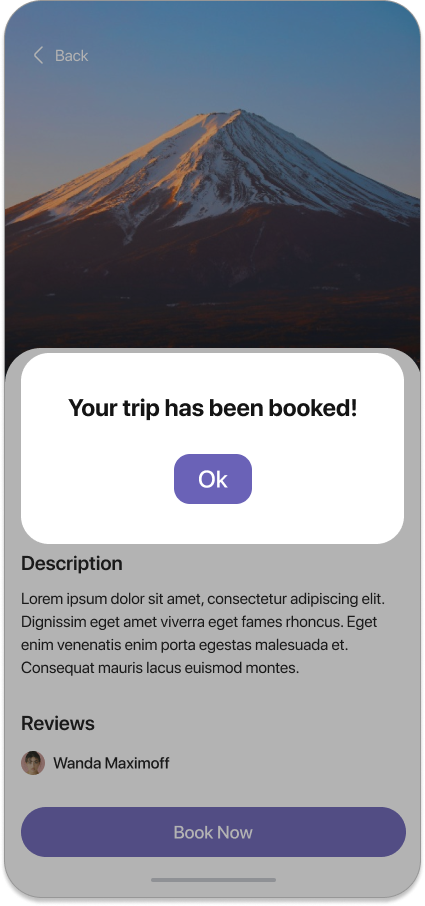 Back
Your trip has been booked!
Ok
Description
Lorem ipsum dolor sit amet, consectetur adipiscing elit.
Dignissim eget amet viverra eget fames rhoncus. Eget
enim venenatis enim porta egestas malesuada et.
Consequat mauris lacus euismod montes.
Reviews
Wanda Maximoff
Book Now